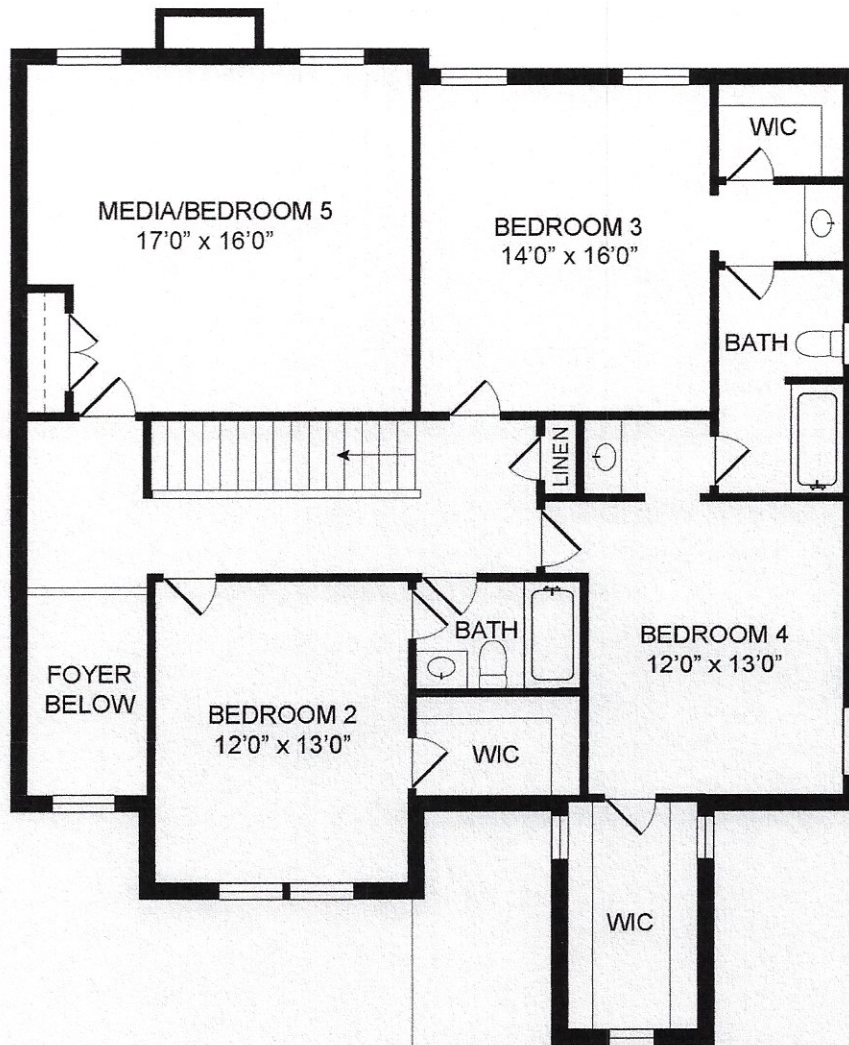 WIC
MEDIA/BEDROOM 5
17'0" x 16'0"
BEDROOM 3
14'0" x 16'0"
BATH
LINEN
BATH
BEDROOM 4
12'0" x 13'0"
FOYER
BELOW
BEDROOM 2
12'0" x 13'0"
WIC
WIC